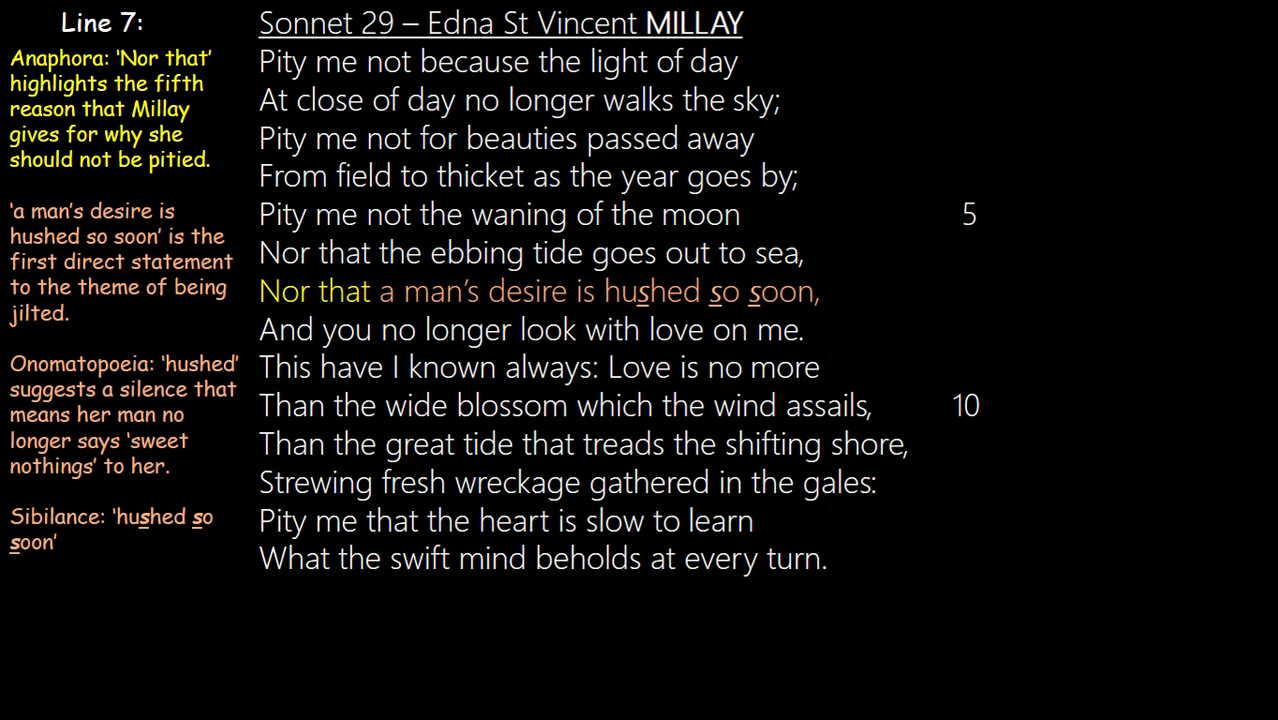 Line 7:
Anaphora: ‘Nor that’
highlights the fifth
reason that Millay
gives for why she
should not be pitied.
‘a man’s desire is
hushed so soon’ is the
first direct statement
to the theme of being
jilted.
Onomatopoeia: ‘hushed’
suggests a silence that
means her man no
longer says ‘sweet
nothings’ to her.
Sibilance: ‘hushed so
soon’
Sonnet 29 – Edna St Vincent MILLAY
Pity me not because the light of day
At close of day no longer walks the sky;
Pity me not for beauties passed away
From field to thicket as the year goes by;
Pity me not the waning of the moon 5
Nor that the ebbing tide goes out to sea,
Nor that a man’s desire is hushed so soon,
And you no longer look with love on me.
This have I known always: Love is no more
Than the wide blossom which the wind assails, 10
Than the great tide that treads the shifting shore,
Strewing fresh wreckage gathered in the gales:
Pity me that the heart is slow to learn
What the swift mind beholds at every turn.